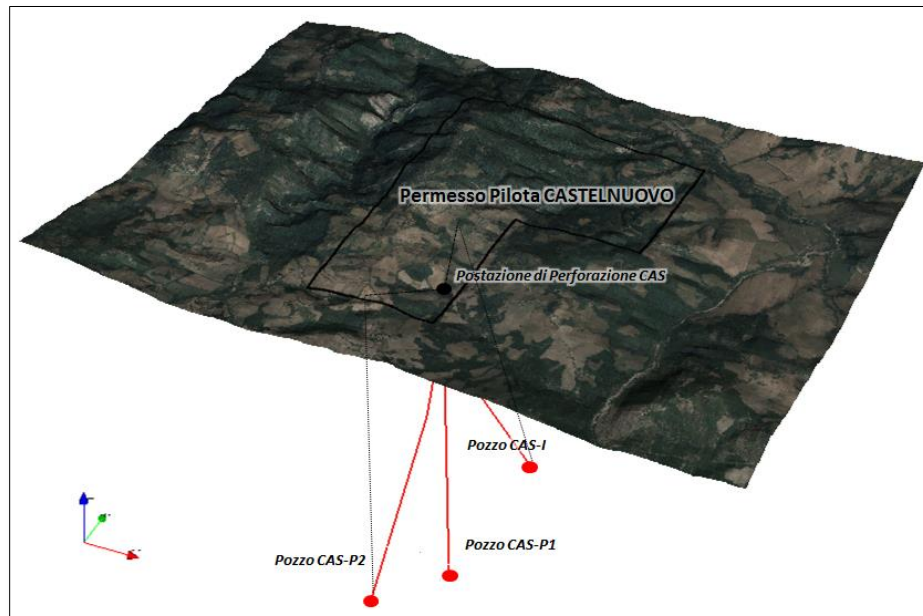 Permesso Pilota CASTELNUOVO
Postazione di Perforazione CAS
Pozzo CAS-I
Pozzo CAS-P2
Pozzo CAS-P1